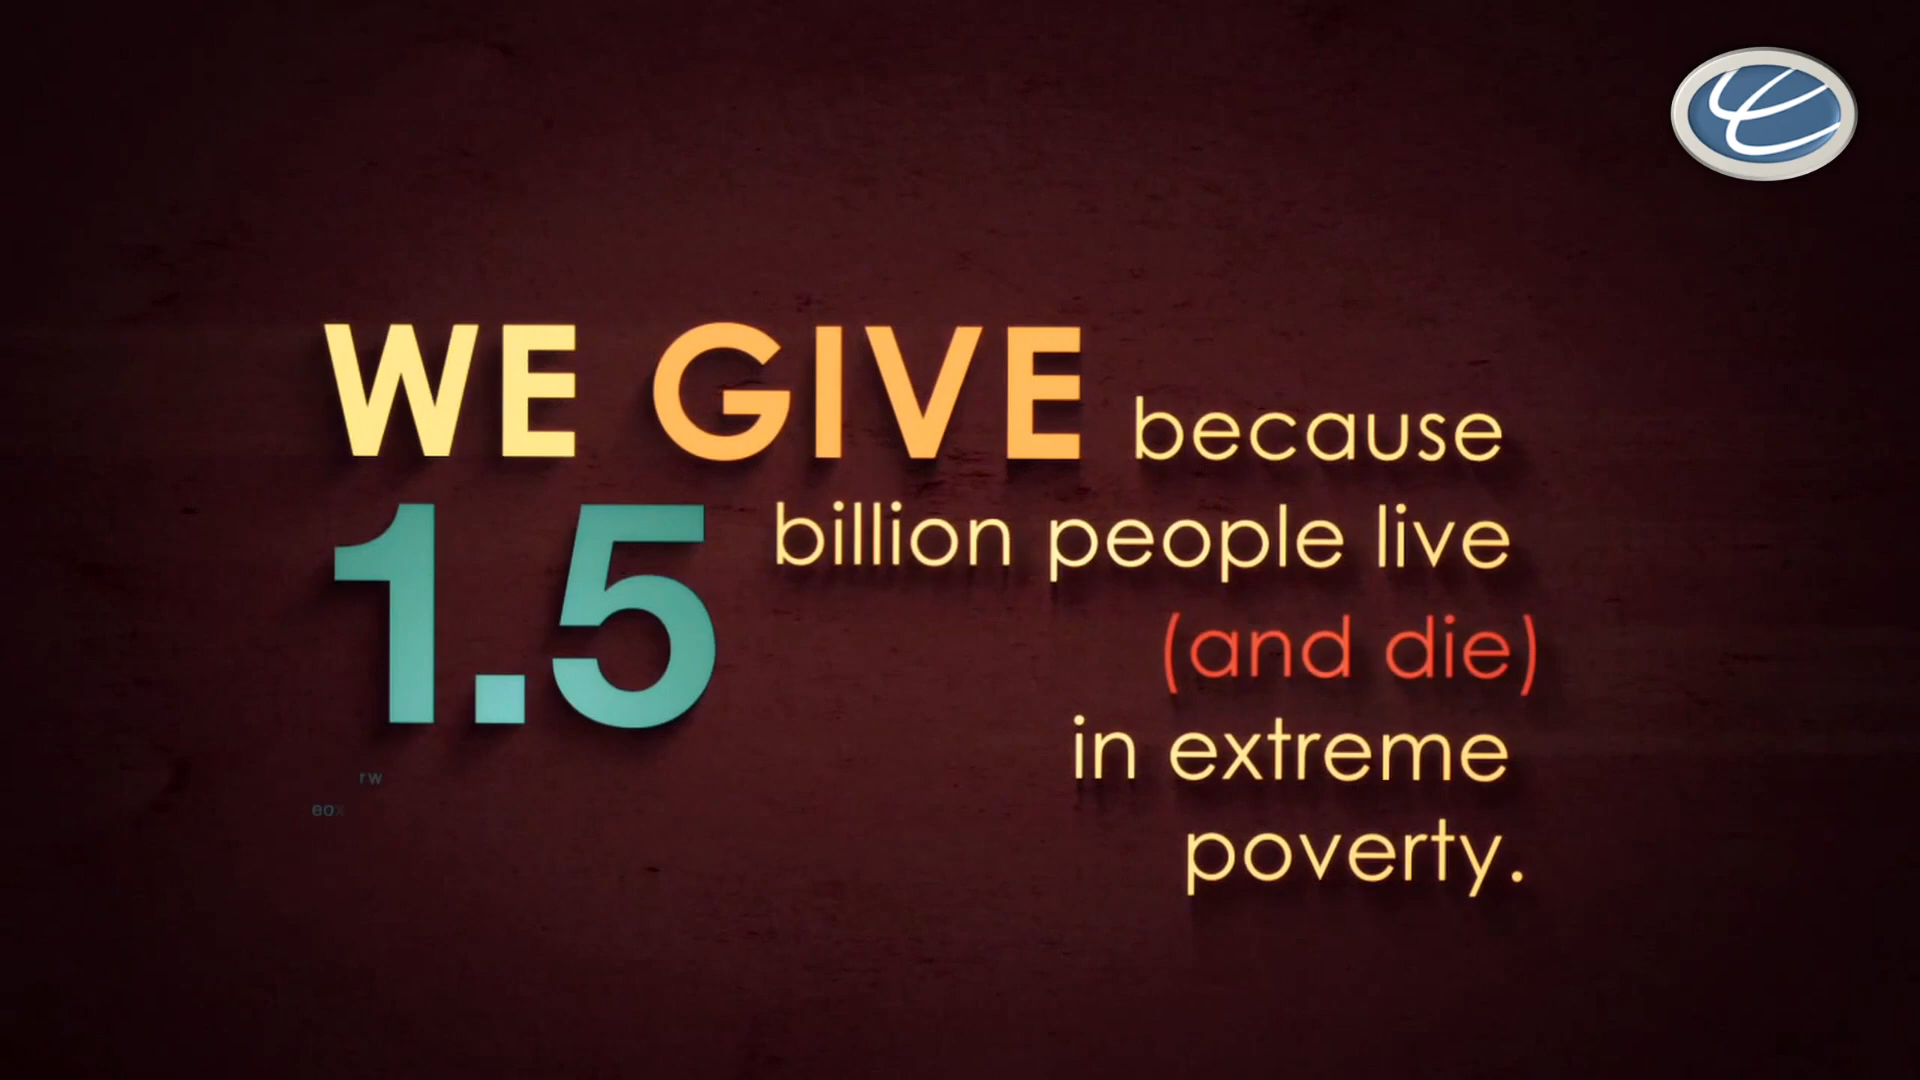 WE GIVE because
1.5 billion people live
(and die)
in extreme
poverty.